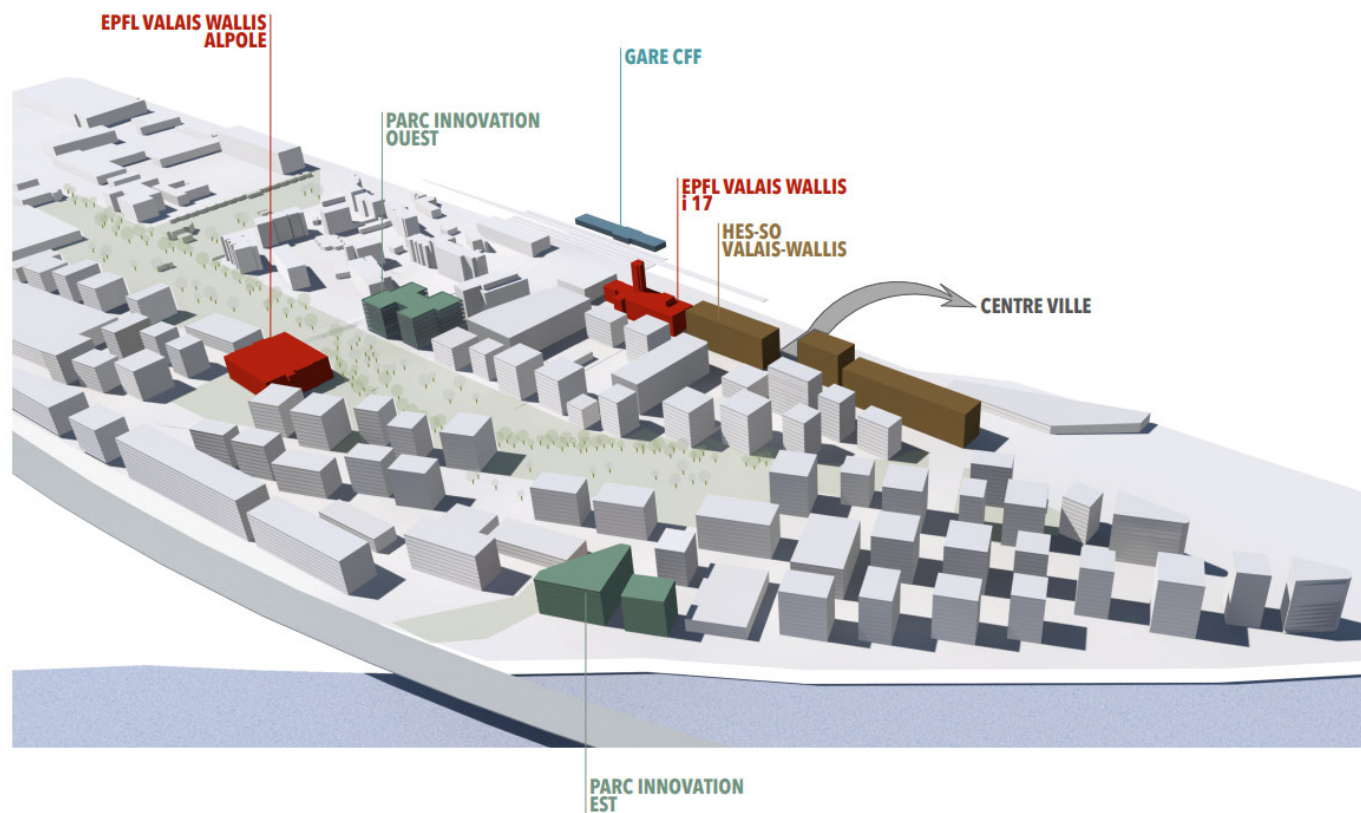 EPFL VALAIS WALLIS
ALPOLE
GARE CFF
PARC INNOVATION
OUEST
EPFL VALAIS WALLIS
i 17
HES-SO
VALAIS-WALLIS
CENTRE VILLE
PARC INNOVATION
EST